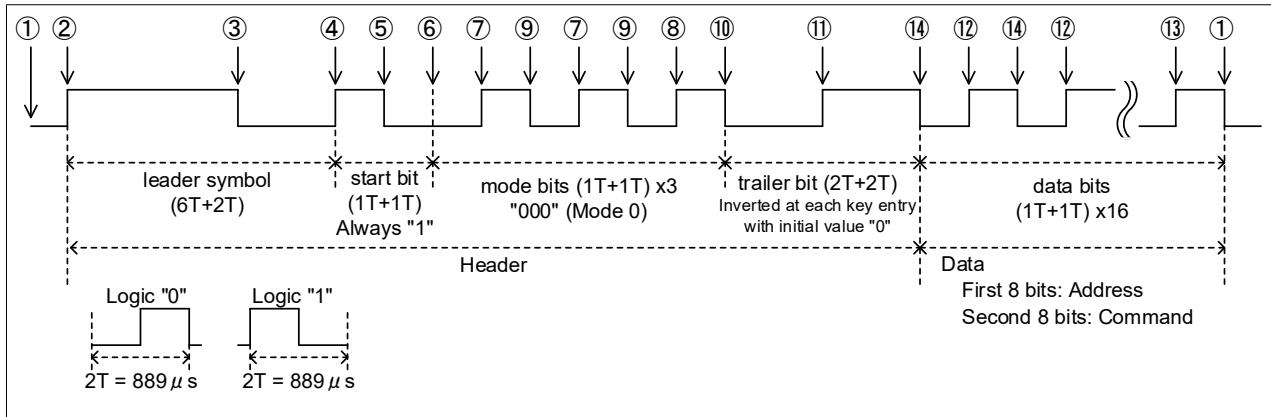 ① ② ③ ④ ⑤ ⑥ ⑦ ⑨ ⑦ ⑨ ⑧ ⑩ ⑪ ⑭ ⑫ ⑭ ⑫ ⑬ ①
leader symbol
(6T+2T)
start bit
(1T+1T)
Always "1"
mode bits (1T+1T) x3
"000" (Mode 0)
trailer bit (2T+2T)
Inverted at each key entry
with initial value "0"
data bits
(1T+1T) x16
Header
Data
First 8 bits: Address
Second 8 bits: Command
Logic "0"
2T = 889 μ s
Logic "1"
2T = 889 μ s